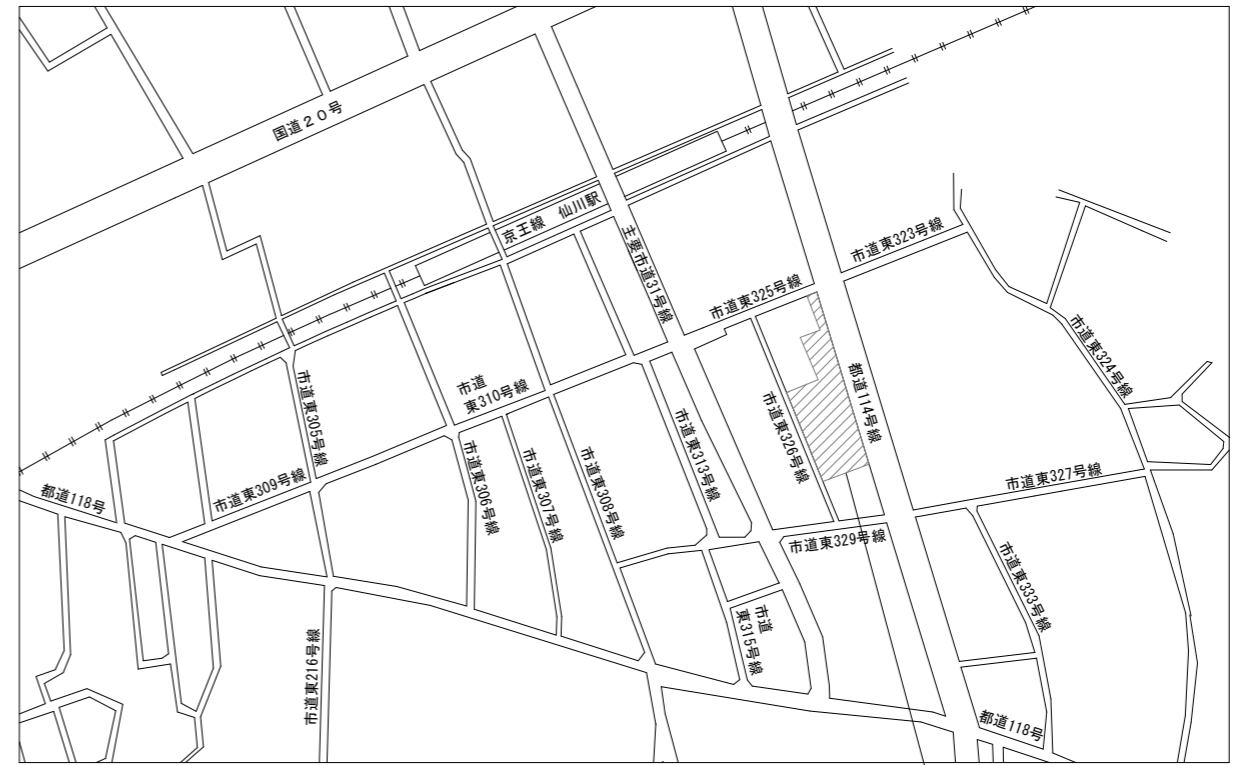 国道２０号
京王線　仙川駅
主要市道31号線
市道東323号線
市道東325号線
市道東324号線
都道114号線
市道
東310号線
市道東305号線
市道東326号線
市道東313号線
市道東309号線
市道東306号線
市道東307号線
市道東308号線
都道118号
市道東327号線
市道東329号線
市道東333号線
市道
東315号線
市道東216号線
都道118号